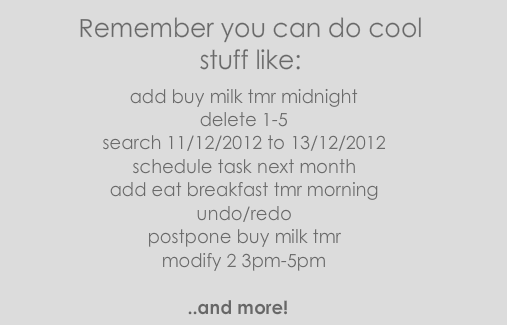 Remember you can do cool
stuff like:
add buy milk tmr midnight
delete 1-5
search 11/12/2012 to 13/12/2012
schedule task next month
add eat breakfast tmr morning
undo/redo
postpone buy milk tmr
modify 2 3pm-5pm
..and more!